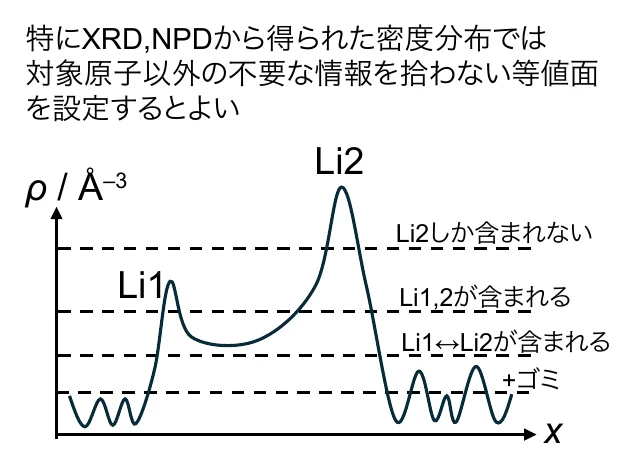 特にXRD,NPDから得られた密度分布では
対象原子以外の不要な情報を拾わない等値面
を設定するとよい
Li2
ρ / Å–3
Li2しか含まれない
Li1
Li1,2が含まれる
Li1↔Li2が含まれる
+ゴミ
x